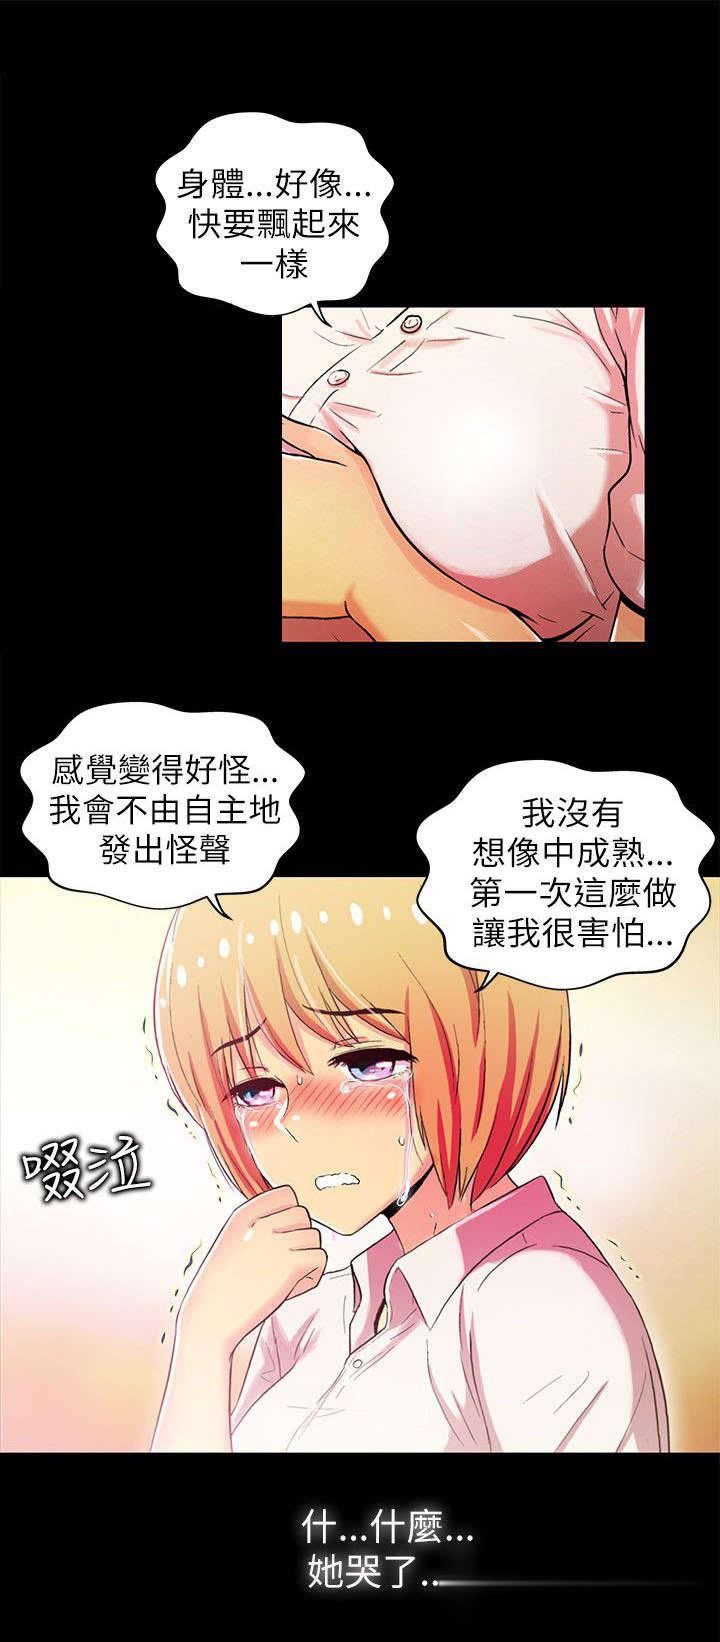 身體...好像...
快要飄起來
一樣
感覺變得好怪...
我會不由自主地
發出怪聲
我沒有
想像中成熟...
第一次這麼做
讓我很害怕...
啜泣
什...什麼...
她哭了..